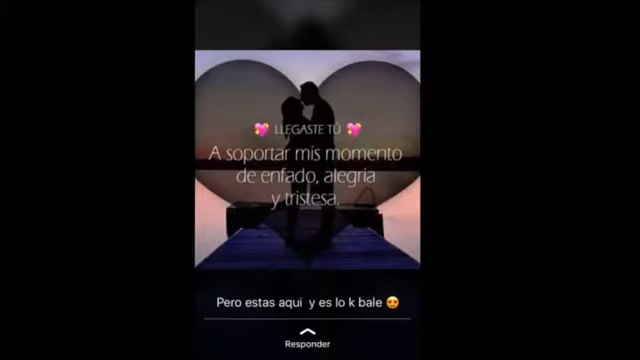 💖 LLEGASTE TÚ 💖
A soportar mis momento
de enfado, alegria
y tristesa.
Pero estas aqui y es lo k bale 😍
Responder